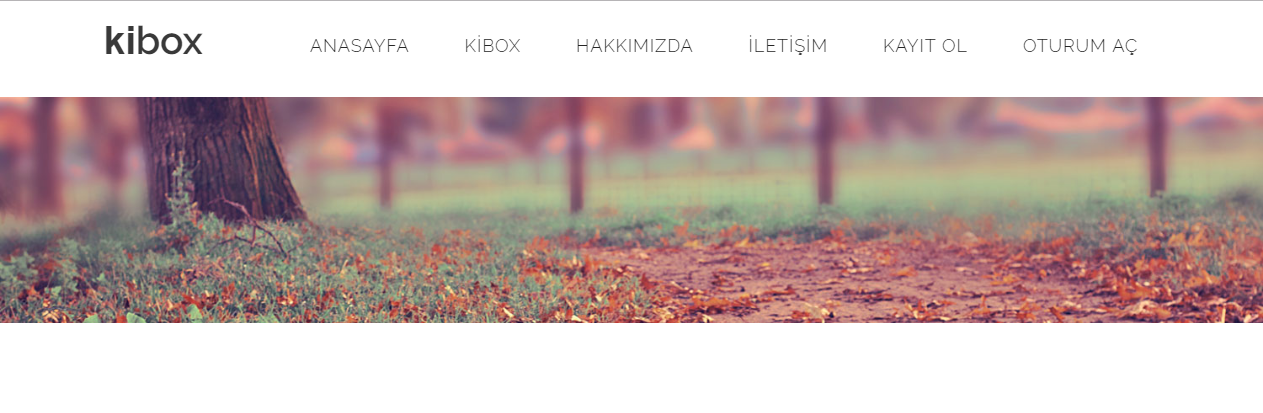 kibox ANASAYFA KİBOX HAKKIMIZDA İLETİŞİM KAYIT OL OTURUM AÇ